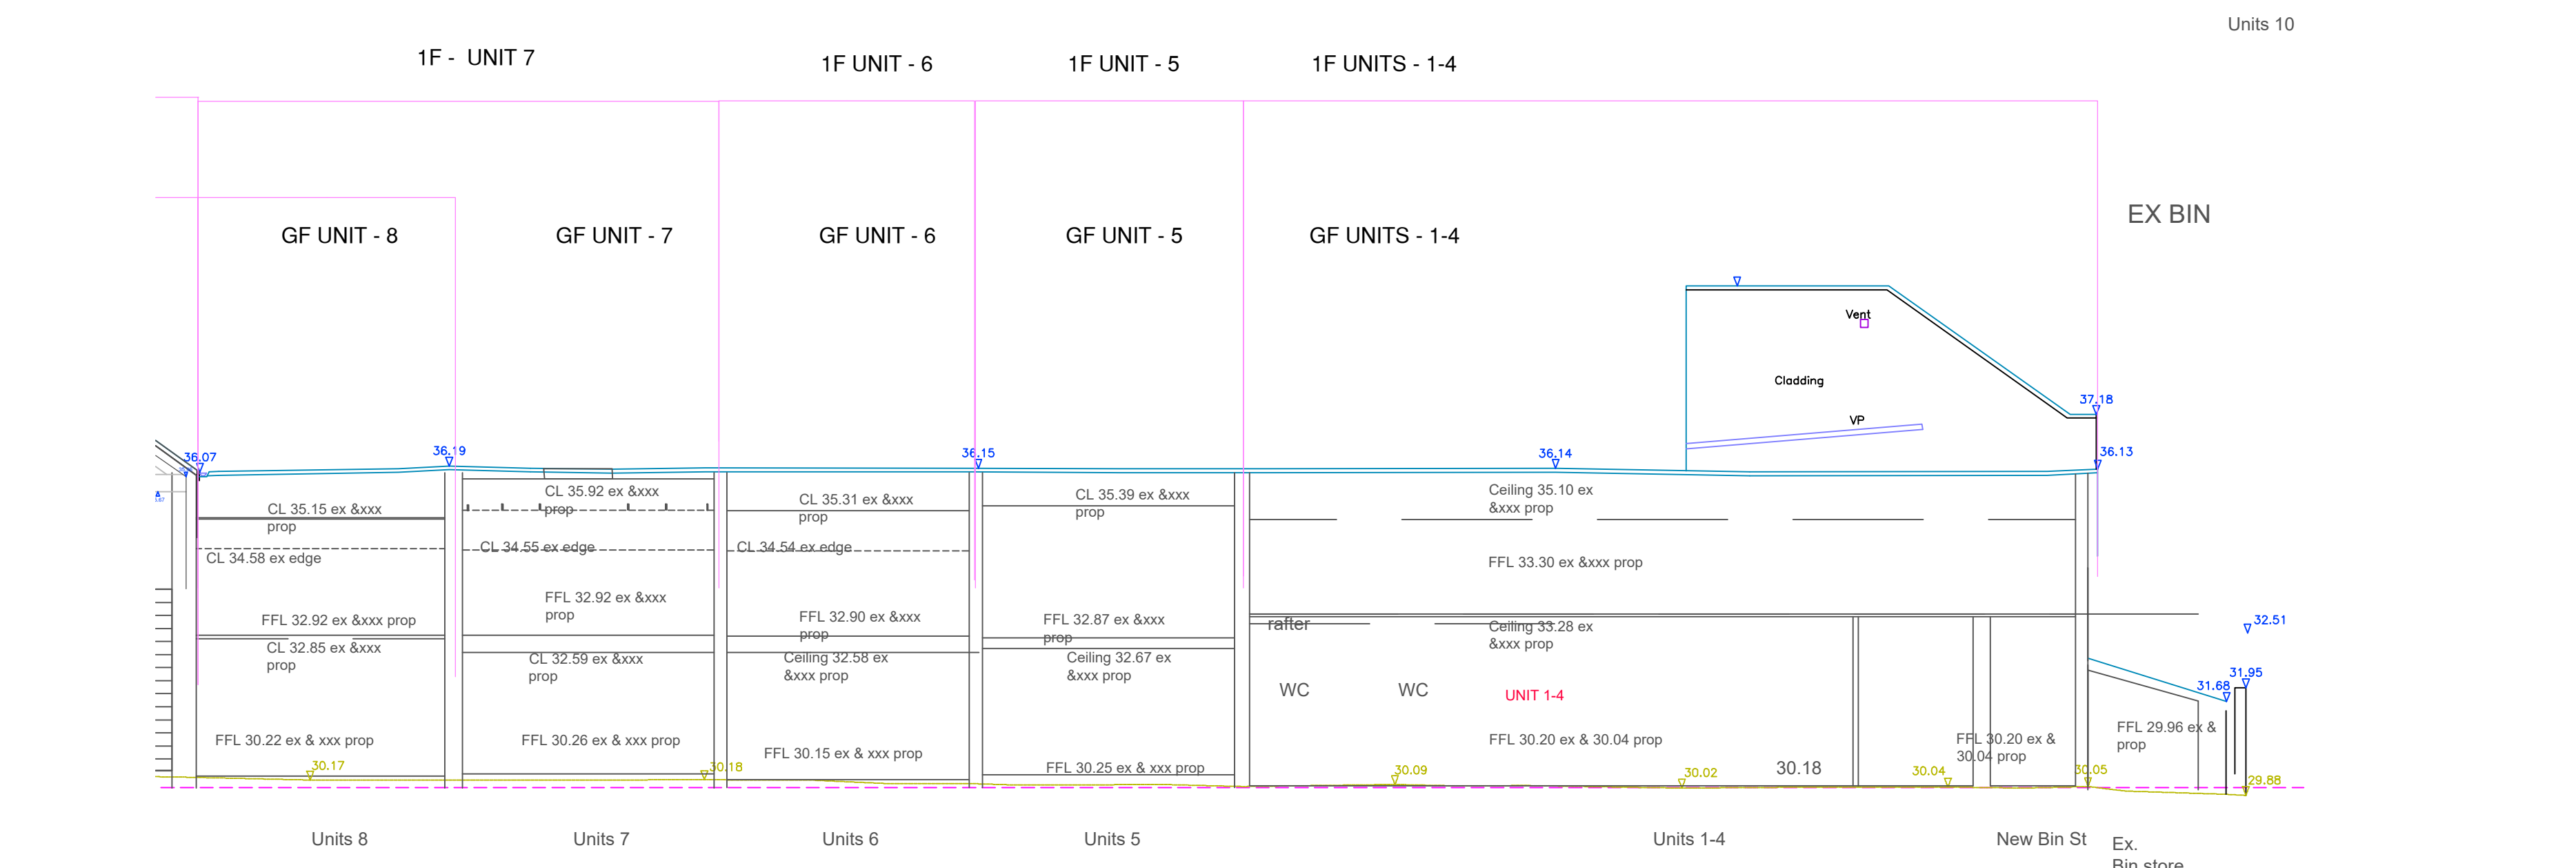 Units 10
1F -  UNIT 7
1F UNIT - 6
1F UNIT - 5
1F UNITS - 1-4
EX BIN
GF UNIT - 8
GF UNIT - 7
GF UNIT - 6
GF UNIT - 5
GF UNITS - 1-4
Vent
Cladding
VP
37.18
36.07
36.19
36.15
36.14
36.13
CL 35.15 ex &xxx
prop
CL 34.58 ex edge
CL 35.92 ex &xxx
prop
CL 34.55 ex edge
CL 35.31 ex &xxx
prop
CL 34.54 ex edge
CL 35.39 ex &xxx
prop
Ceiling 35.10 ex
&xxx prop
FFL 33.30 ex &xxx prop
FFL 32.92 ex &xxx prop
CL 32.85 ex &xxx
prop
FFL 32.92 ex &xxx
prop
CL 32.59 ex &xxx
prop
FFL 32.90 ex &xxx
prop
Ceiling 32.58 ex
&xxx prop
FFL 32.87 ex &xxx
prop
Ceiling 32.67 ex
&xxx prop
rafter
Ceiling 33.28 ex
&xxx prop
32.51
31.95
31.68
WC
WC
UNIT 1-4
FFL 30.22 ex & xxx prop
FFL 30.26 ex & xxx prop
FFL 30.15 ex & xxx prop
FFL 30.25 ex & xxx prop
FFL 30.20 ex & 30.04 prop
FFL 30.20 ex &
30.04 prop
FFL 29.96 ex &
prop
30.17
30.18
30.09
30.02
30.18
30.04
30.05
29.88
Units 8
Units 7
Units 6
Units 5
Units 1-4
New Bin St
Ex.
Bin store